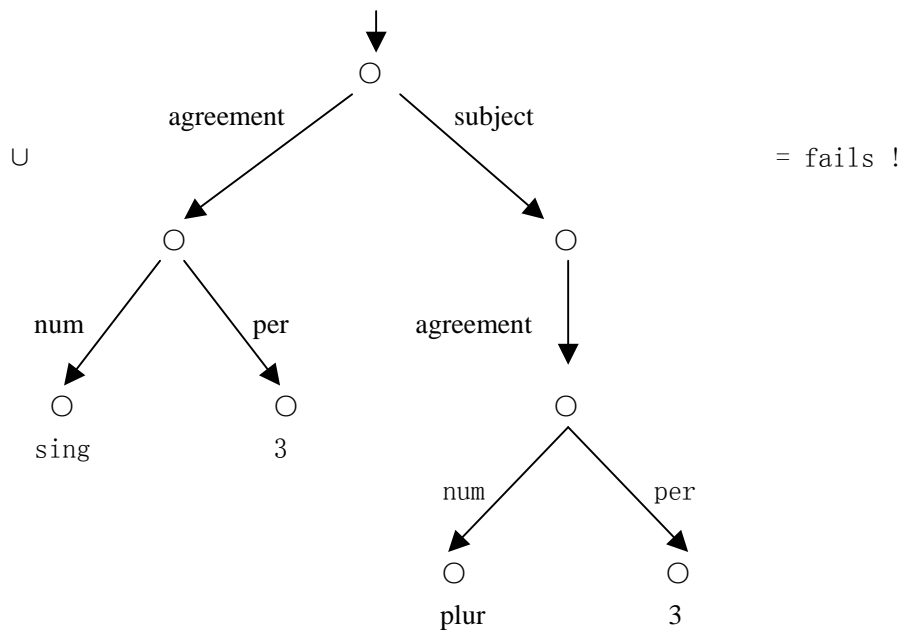 agreement subject
∪ = fails !
num per agreement
sing 3
num per
plur 3